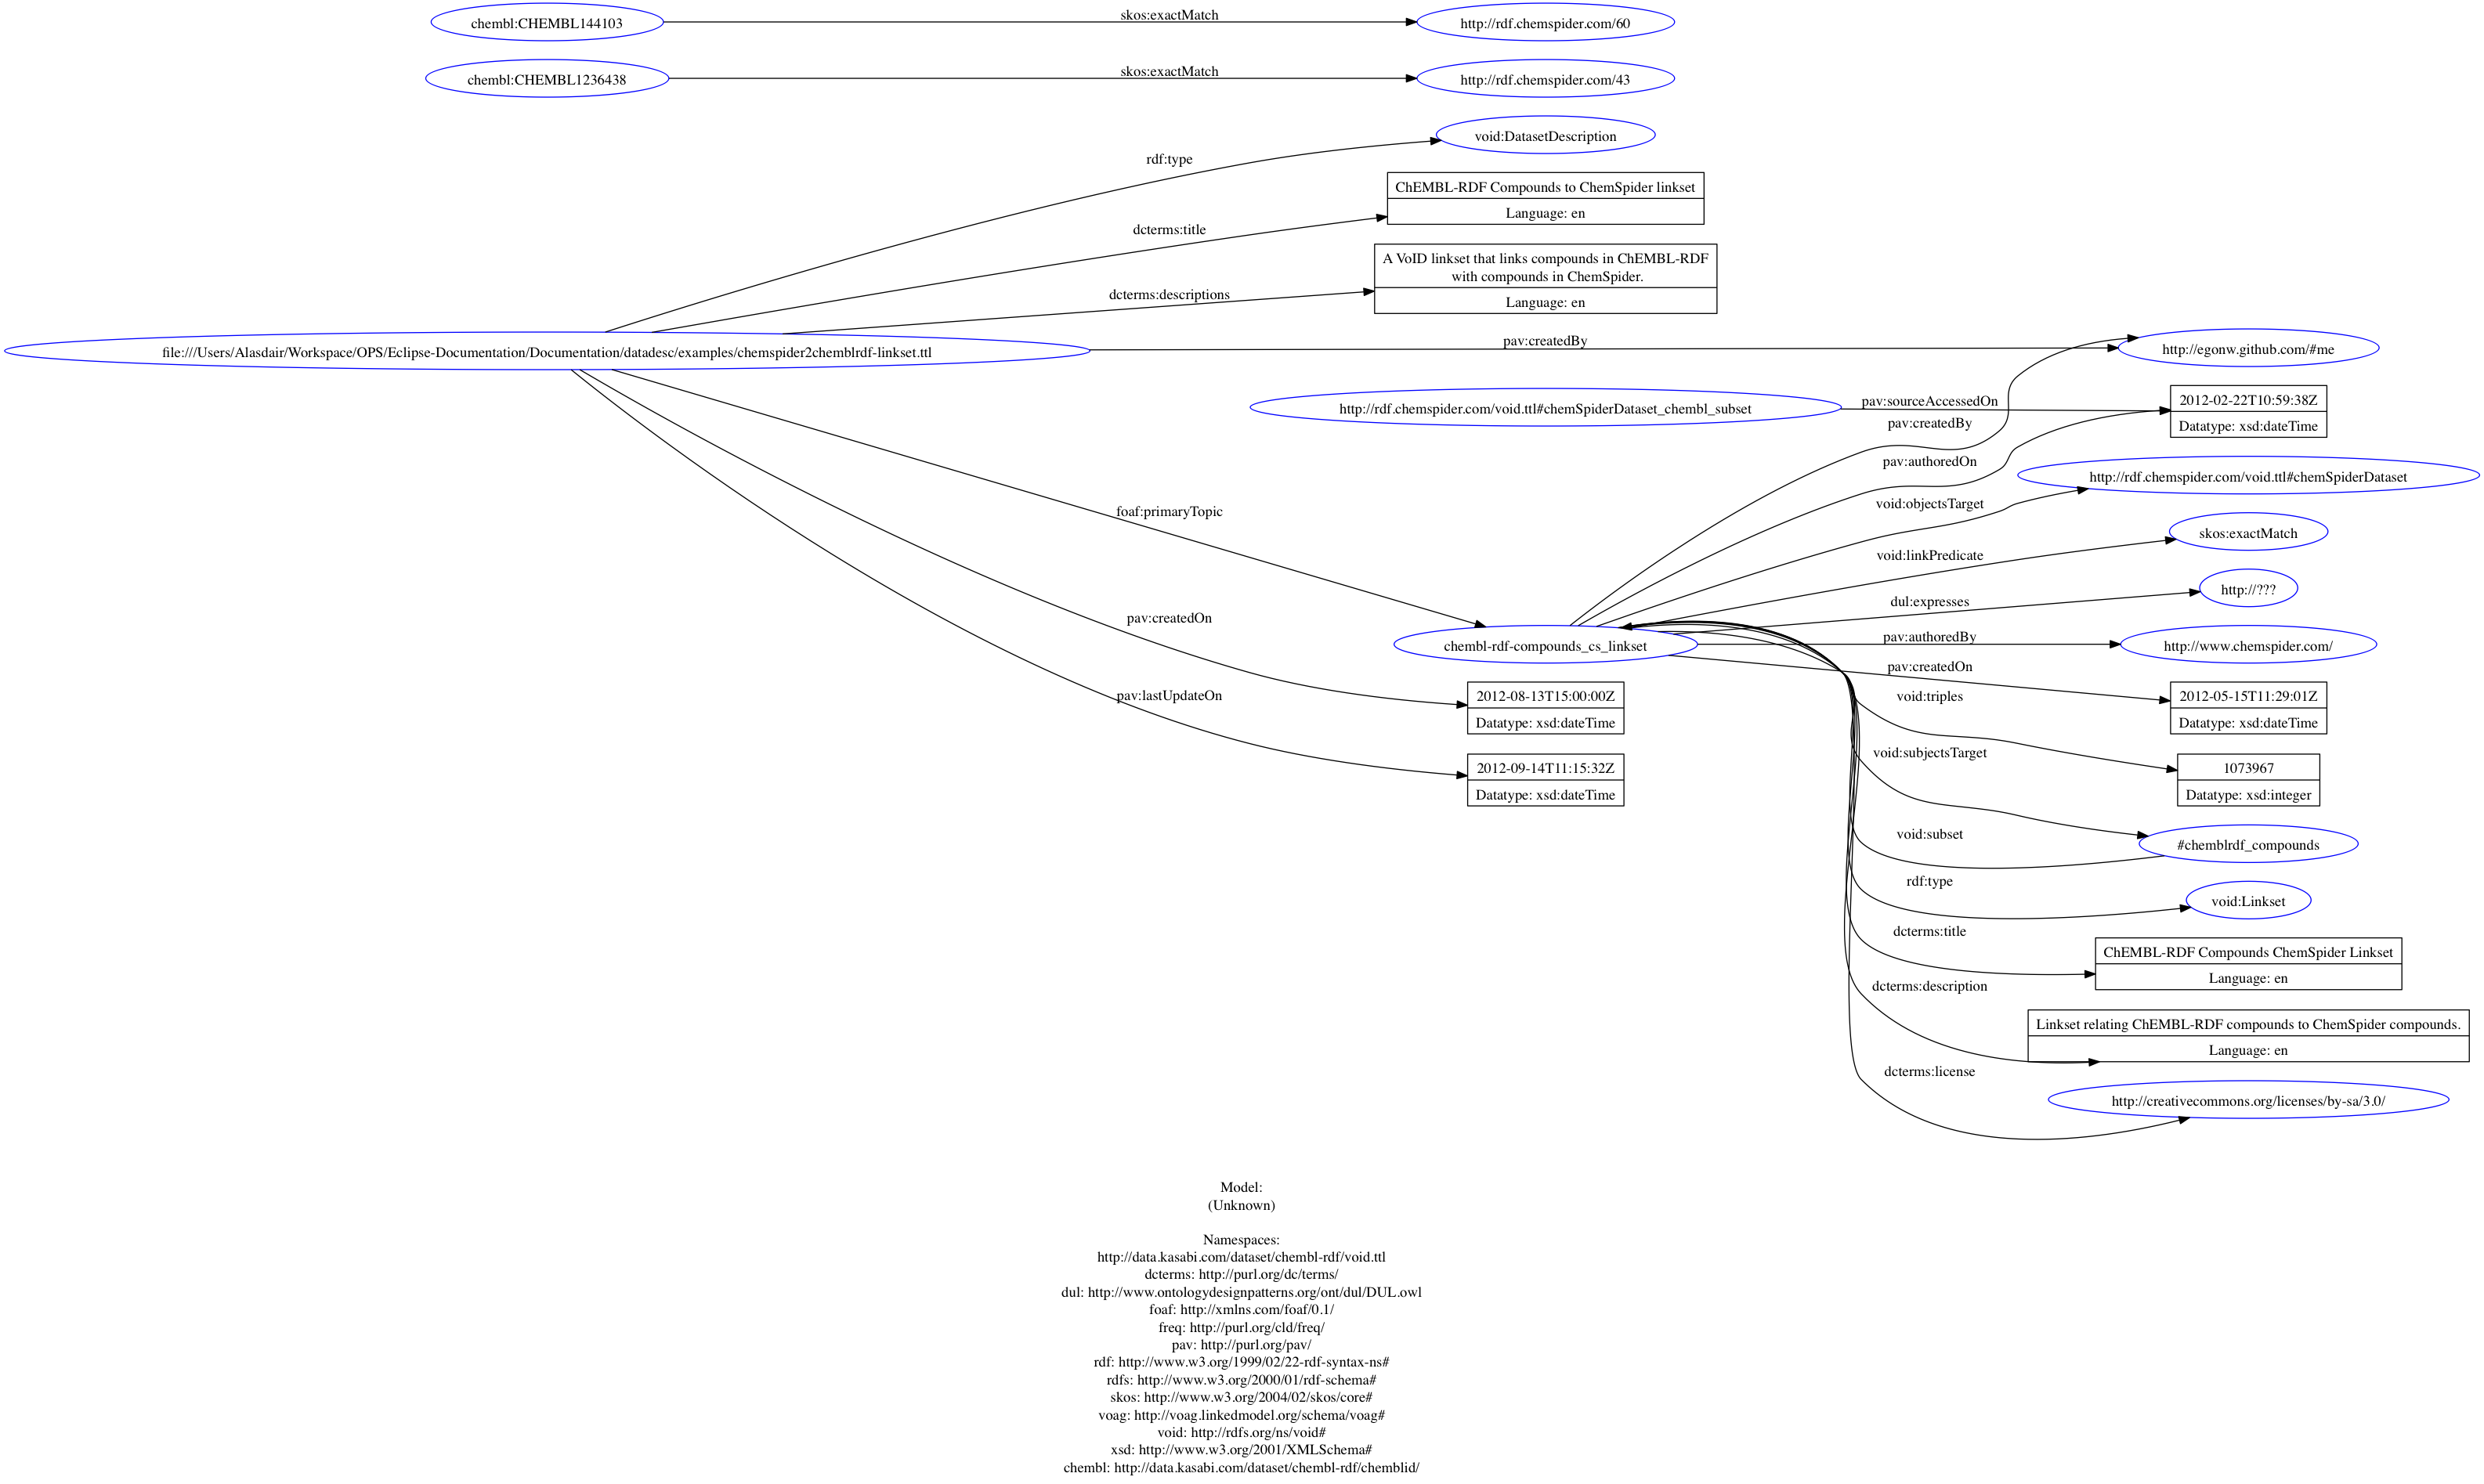 chembl:CHEMBL144103
skos:exactMatch
http://rdf.chemspider.com/60
chembl:CHEMBL1236438
skos:exactMatch
http://rdf.chemspider.com/43
void:DatasetDescription
rdf:type
ChEMBL-RDF Compounds to ChemSpider linkset
Language: en
dcterms:title
A VoID linkset that links compounds in ChEMBL-RDF
with compounds in ChemSpider.
Language: en
dcterms:descriptions
file:///Users/Alasdair/Workspace/OPS/Eclipse-Documentation/Documentation/datadesc/examples/chemspider2chemblrdf-linkset.ttl
pav:createdBy
http://egonw.github.com/#me
http://rdf.chemspider.com/void.ttl#chemSpiderDataset_chembl_subset
pav:sourceAccessedOn
2012-02-22T10:59:38Z
Datatype: xsd:dateTime
pav:createdBy
pav:authoredOn
http://rdf.chemspider.com/void.ttl#chemSpiderDataset
void:objectsTarget
foaf:primaryTopic
skos:exactMatch
void:linkPredicate
http://???
dul:expresses
pav:createdOn
chembl-rdf-compounds_cs_linkset
pav:authoredBy
http://www.chemspider.com/
pav:createdOn
pav:lastUpdateOn
2012-08-13T15:00:00Z
Datatype: xsd:dateTime
void:triples
2012-05-15T11:29:01Z
Datatype: xsd:dateTime
2012-09-14T11:15:32Z
Datatype: xsd:dateTime
void:subjectsTarget
1073967
Datatype: xsd:integer
void:subset
#chemblrdf_compounds
rdf:type
void:Linkset
dcterms:title
ChEMBL-RDF Compounds ChemSpider Linkset
Language: en
dcterms:description
Linkset relating ChEMBL-RDF compounds to ChemSpider compounds.
Language: en
dcterms:license
http://creativecommons.org/licenses/by-sa/3.0/
Model:
(Unknown)
Namespaces:
http://data.kasabi.com/dataset/chembl-rdf/void.ttl
dcterms: http://purl.org/dc/terms/
dul: http://www.ontologydesignpatterns.org/ont/dul/DUL.owl
foaf: http://xmlns.com/foaf/0.1/
freq: http://purl.org/cld/freq/
pav: http://purl.org/pav/
rdf: http://www.w3.org/1999/02/22-rdf-syntax-ns#
rdfs: http://www.w3.org/2000/01/rdf-schema#
skos: http://www.w3.org/2004/02/skos/core#
voag: http://voag.linkedmodel.org/schema/voag#
void: http://rdfs.org/ns/void#
xsd: http://www.w3.org/2001/XMLSchema#
chembl: http://data.kasabi.com/dataset/chembl-rdf/chemblid/